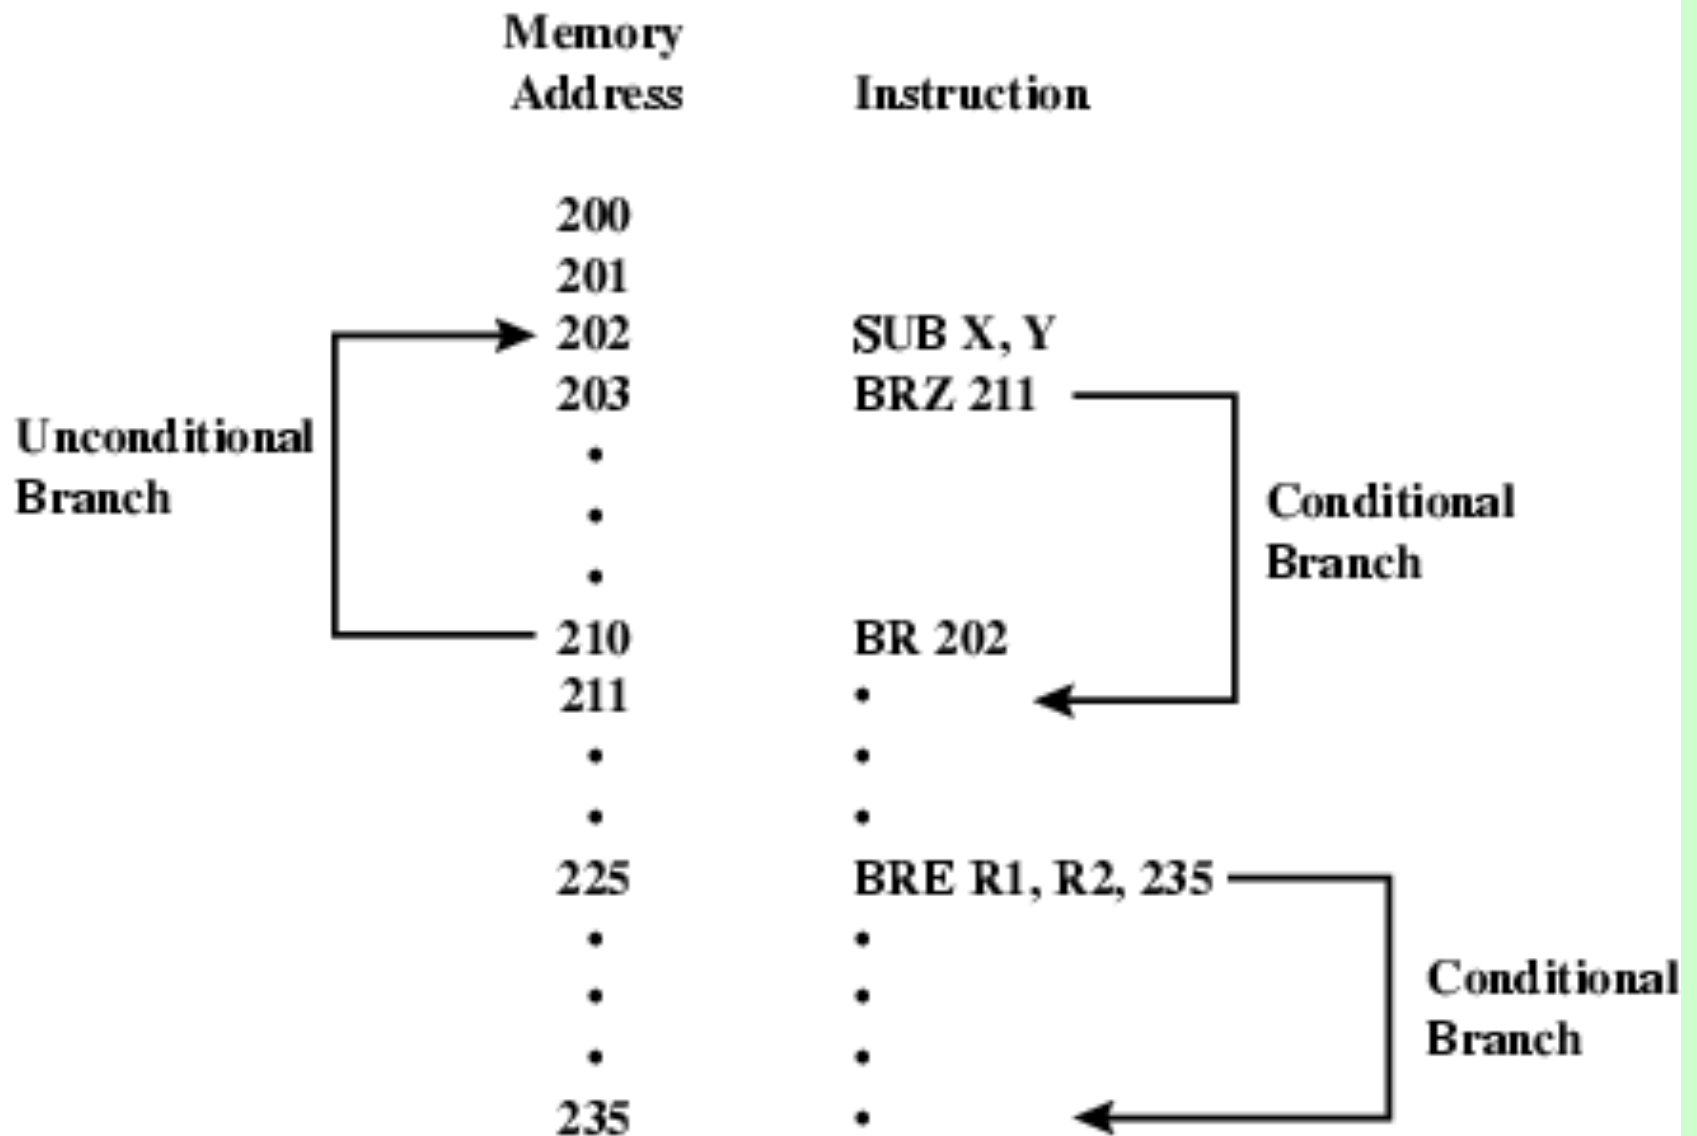 Memory
Address Instruction
200
201
202 SUB X, Y
203 BRZ 211
Unconditional
Branch
Conditional
Branch
210 BR 202
211
225 BRE R1, R2, 235
Conditional
Branch
235